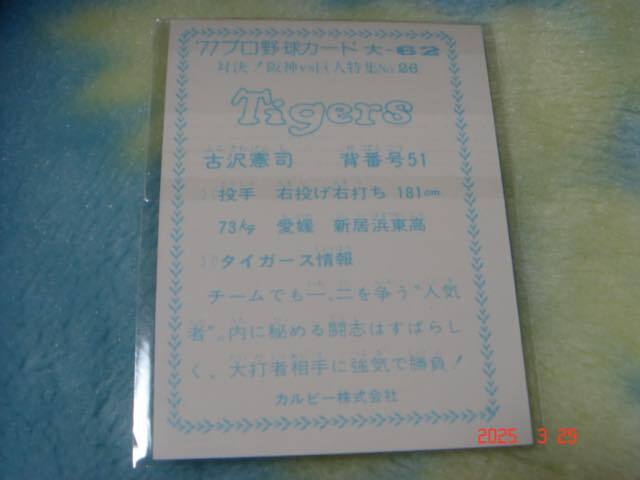 '77プロ野球カード 大-62
対決！阪神vs巨人特集No.26
Tigers
古沢憲司 背番号51
投手 右投げ右打ち 181cm
73kg 愛媛 新居浜東高
タイガース情報
チームでも一、二を争う"人気
者"。内に秘める闘志はすばらし
く、大打者相手に強気で勝負！
カルビー株式会社
2025 3 29